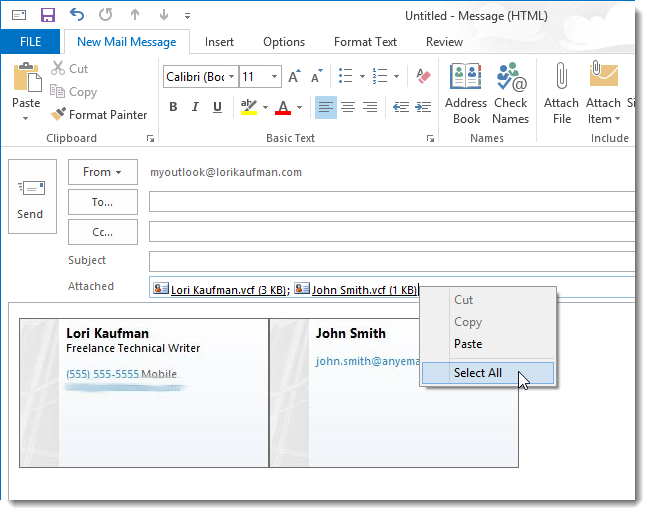 Untitled - Message (HTML)
FILE New Mail Message Insert Options Format Text Review
Paste Cut Copy Format Painter
Clipboard
Calibri (Boc 11
B I U ab A
Basic Text
Address Book Check Names
Names
Attach File Attach Item
Include
Send
From myoutlook@lorikaufman.com
To...
Cc...
Subject
Attached Lori Kaufman.vcf (3 KB); John Smith.vcf (1 KB)
Lori Kaufman
Freelance Technical Writer
(555) 555-5555 Mobile
John Smith
john.smith@anyema
Cut
Copy
Paste
Select All